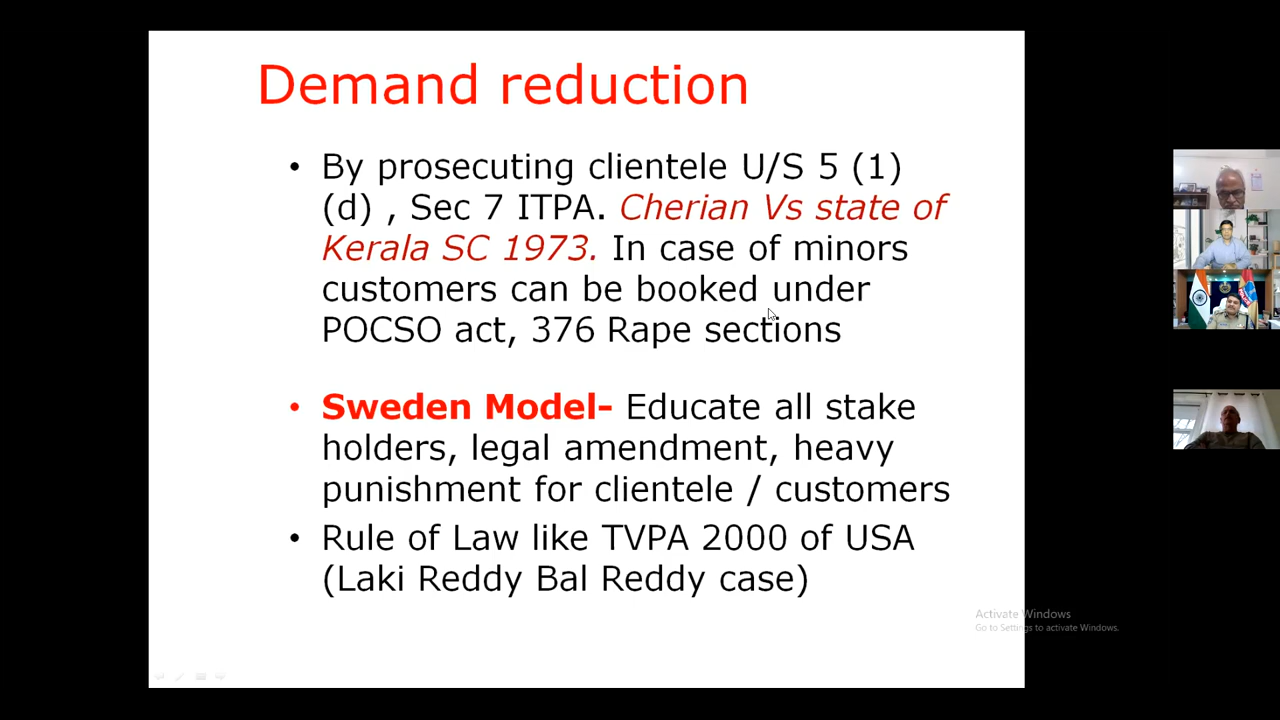 Demand reduction
• By prosecuting clientele U/S 5 (1)
(d) , Sec 7 ITPA. Cherian Vs state of
Kerala SC 1973. In case of minors
customers can be booked under
POCSO act, 376 Rape sections
• Sweden Model- Educate all stake
holders, legal amendment, heavy
punishment for clientele / customers
• Rule of Law like TVPA 2000 of USA
(Laki Reddy Bal Reddy case)
Activate Windows
Go to Settings to activate Windows.